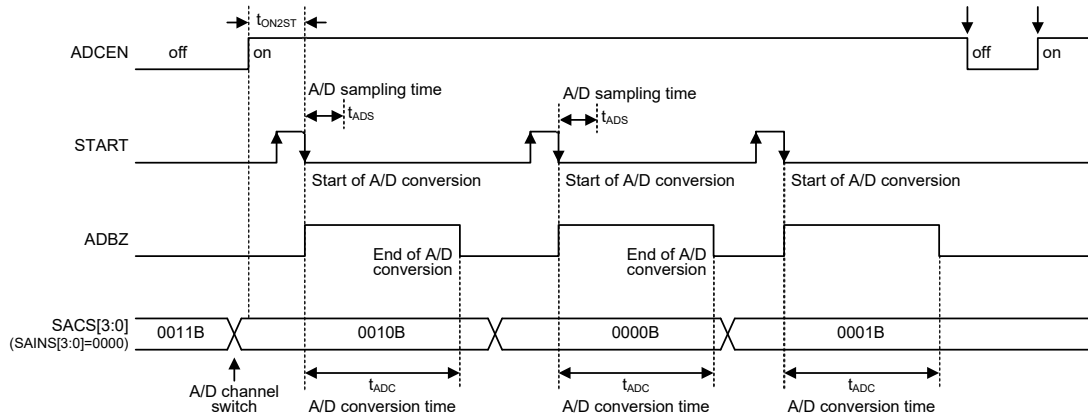 tON2ST
ADCEN off on off on
A/D sampling time A/D sampling time
tADS tADS
START
Start of A/D conversion Start of A/D conversion Start of A/D conversion
ADBZ
End of A/D conversion End of A/D conversion
SACS[3:0] 0011B 0010B 0000B 0001B
(SAINS[3:0]=0000)
tADC tADC tADC
A/D channel switch A/D conversion time A/D conversion time A/D conversion time